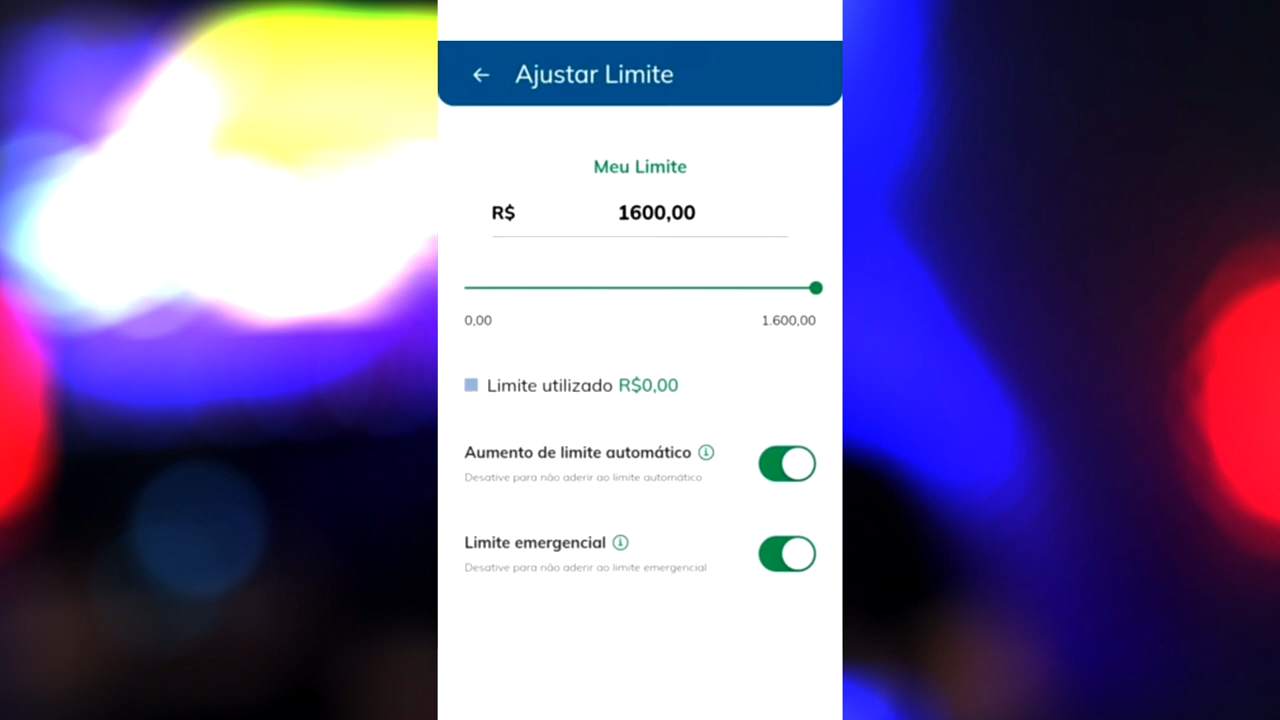 Ajustar Limite
Meu Limite
R$ 1600,00
0,00 1.600,00
Limite utilizado R$0,00
Aumento de limite automático
Desative para não aderir ao limite automático
Limite emergencial
Desative para não aderir ao limite emergencial